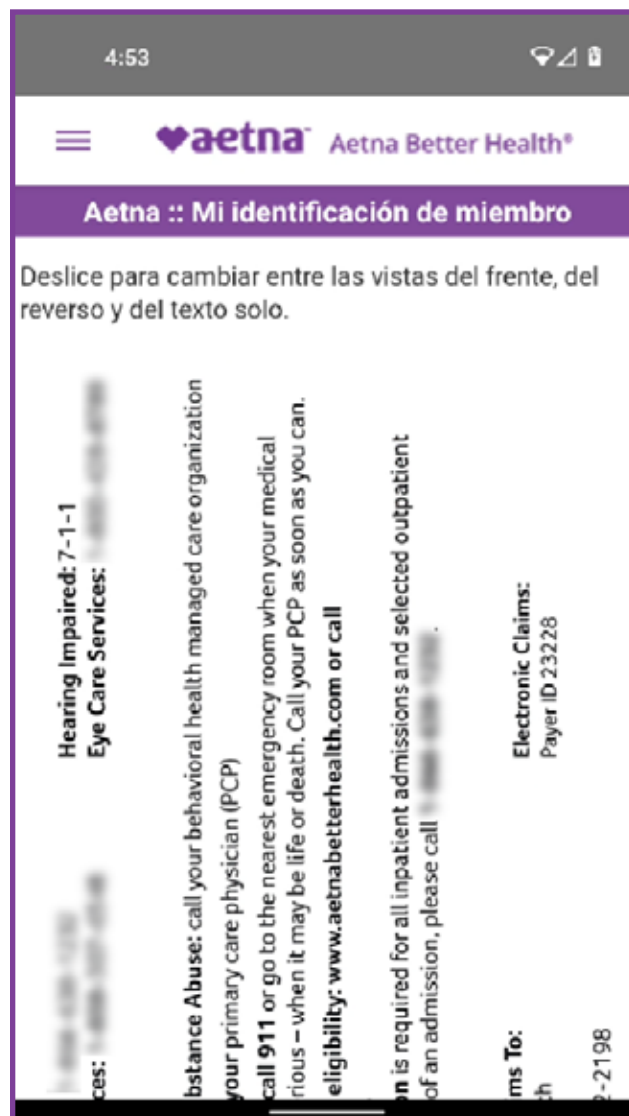 4:53
aetna™ Aetna Better Health®
Aetna :: Mi identificación de miembro
Deslice para cambiar entre las vistas del frente, del
reverso y del texto solo.
Hearing Impaired: 7-1-1
ces: Eye Care Services:
bstance Abuse: call your behavioral health managed care organization
your primary care physician (PCP)
call 911 or go to the nearest emergency room when your medical
rious – when it may be life or death. Call your PCP as soon as you can.
eligibility: www.aetnabetterhealth.com or call
on is required for all inpatient admissions and selected outpatient
of an admission, please call .
ms To: Electronic Claims:
th Payer ID 23228
2-2198